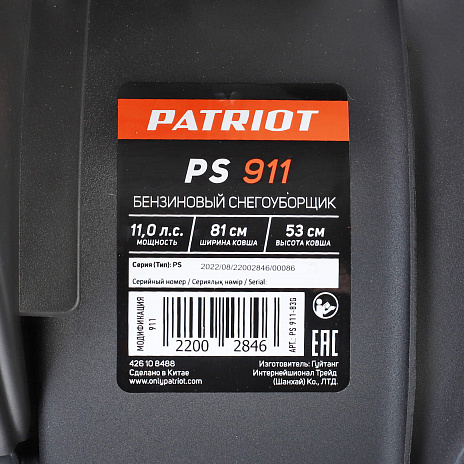 PATRIOT
PS 911
БЕНЗИНОВЫЙ СНЕГОУБОРЩИК
11,0 л.с. 81 см 53 см
МОЩНОСТЬ ШИРИНА КОВША ВЫСОТА КОВША
Серия (Тип): PS 2022/08/22002846/00086
Серийный номер / Сериялық нөмір / Serial:
МОДИФИКАЦИЯ
911
2200 2846
АРТ: PS 911-B3G
EAC
426 10 8488
Сделано в Китае
www.onlypatriot.com
Изготовитель: Гуйтанг
Интернейшионал Трейд
(Шанхай) Ко., ЛТД.